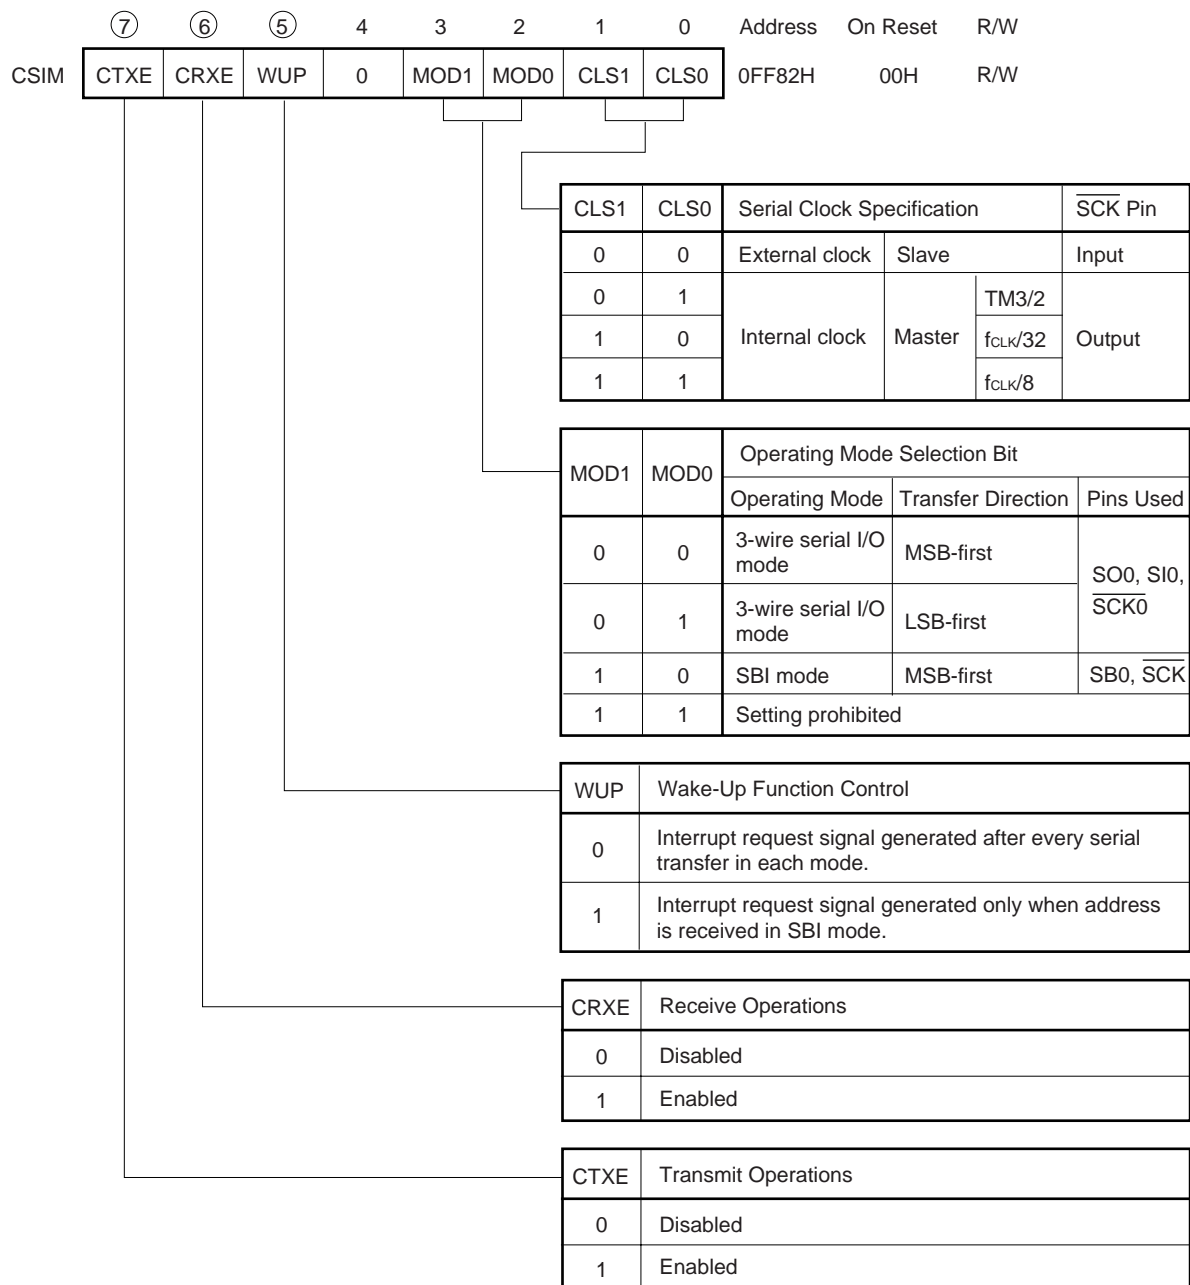 ⑦ ⑥ ⑤ 4 3 2 1 0 Address On Reset R/W
CSIM CTXE CRXE WUP 0 MOD1 MOD0 CLS1 CLS0 0FF82H 00H R/W
CLS1 CLS0 Serial Clock Specification SCK Pin
0 0 External clock Slave Input
0 1 TM3/2
1 0 Internal clock Master fCLK/32 Output
1 1 fCLK/8
MOD1 MOD0 Operating Mode Selection Bit
Operating Mode Transfer Direction Pins Used
0 0 3-wire serial I/O
mode MSB-first
SO0, SI0,
SCK0
0 1 3-wire serial I/O
mode LSB-first
1 0 SBI mode MSB-first SB0, SCK
1 1 Setting prohibited
WUP Wake-Up Function Control
0 Interrupt request signal generated after every serial
transfer in each mode.
1 Interrupt request signal generated only when address
is received in SBI mode.
CRXE Receive Operations
0 Disabled
1 Enabled
CTXE Transmit Operations
0 Disabled
1 Enabled